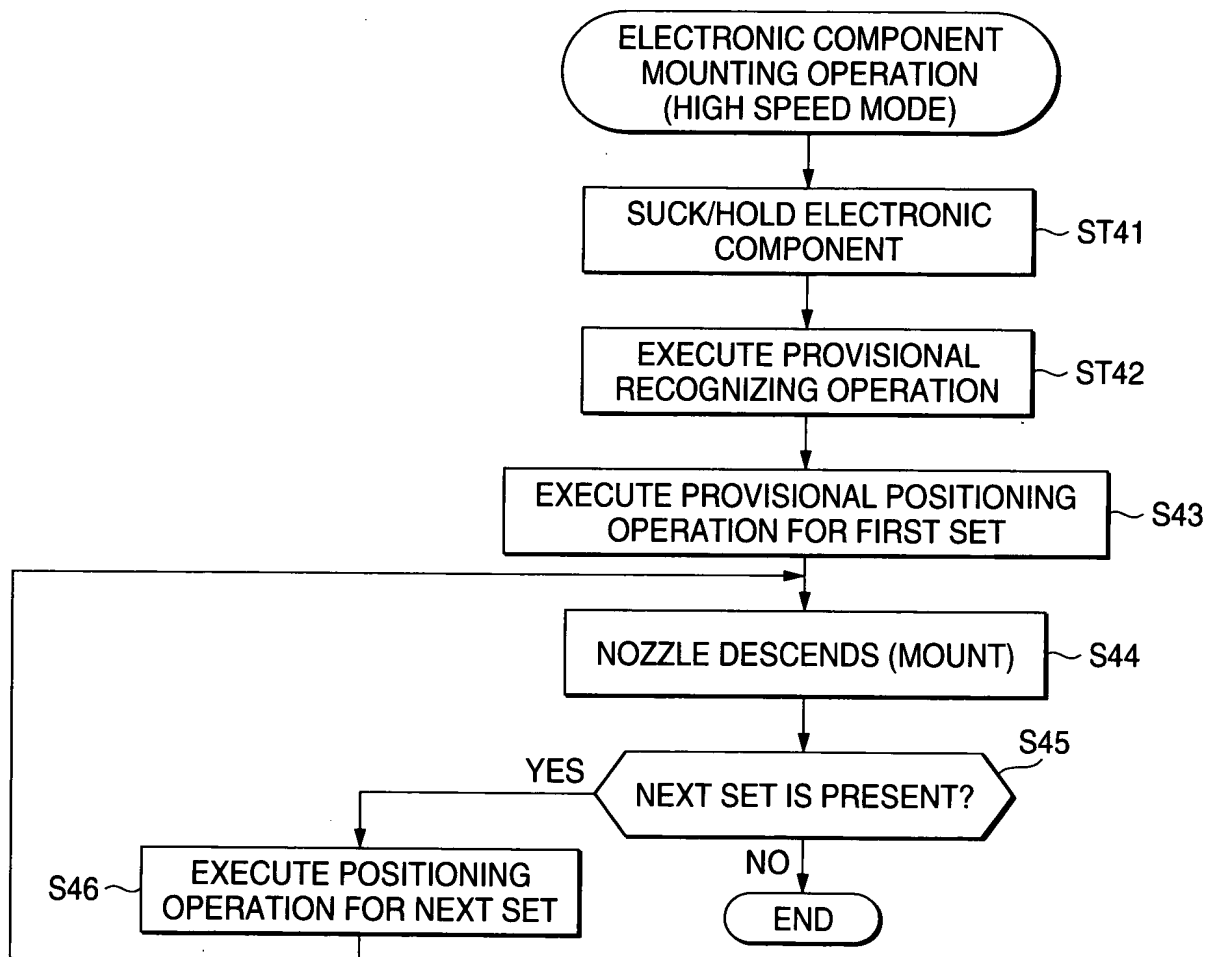 ELECTRONIC COMPONENT
MOUNTING OPERATION
(HIGH SPEED MODE)
SUCK/HOLD ELECTRONIC
COMPONENT
ST41
EXECUTE PROVISIONAL
RECOGNIZING OPERATION
ST42
EXECUTE PROVISIONAL POSITIONING
OPERATION FOR FIRST SET
S43
NOZZLE DESCENDS (MOUNT)
S44
S45
YES
NEXT SET IS PRESENT?
NO
S46
EXECUTE POSITIONING
OPERATION FOR NEXT SET
END